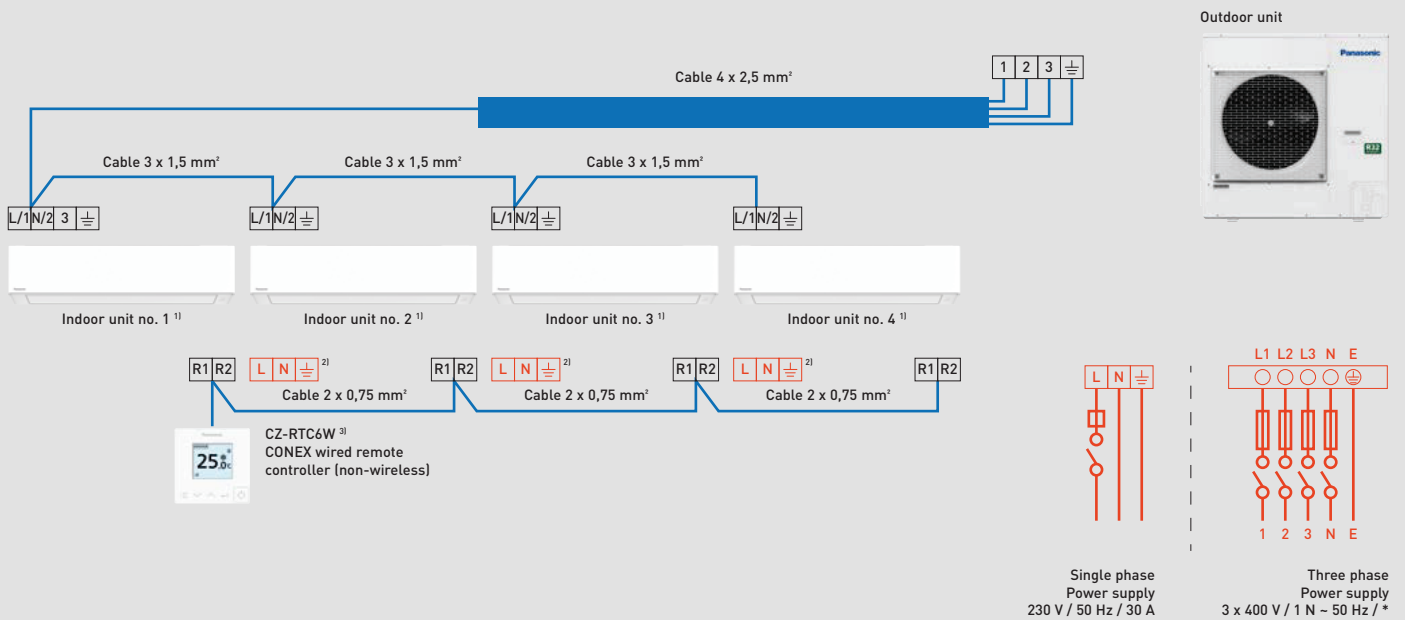 Outdoor unit
Panasonic
R32
Cable 4 x 2,5 mm²
1 2 3
Cable 3 x 1,5 mm²
Cable 3 x 1,5 mm²
Cable 3 x 1,5 mm²
L/1 N/2 3
L/1 N/2
L/1 N/2
L/1 N/2
Indoor unit no. 1 ¹⁾
Indoor unit no. 2 ¹⁾
Indoor unit no. 3 ¹⁾
Indoor unit no. 4 ¹⁾
R1 R2
L N ²⁾
R1 R2
L N ²⁾
R1 R2
L N ²⁾
R1 R2
Cable 2 x 0,75 mm²
Cable 2 x 0,75 mm²
Cable 2 x 0,75 mm²
25.0c
CZ-RTC6W ³⁾
CONEX wired remote
controller (non-wireless)
L N
L1 L2 L3 N E
1 2 3 N E
Single phase
Power supply
230 V / 50 Hz / 30 A
Three phase
Power supply
3 x 400 V / 1 N ~ 50 Hz / *